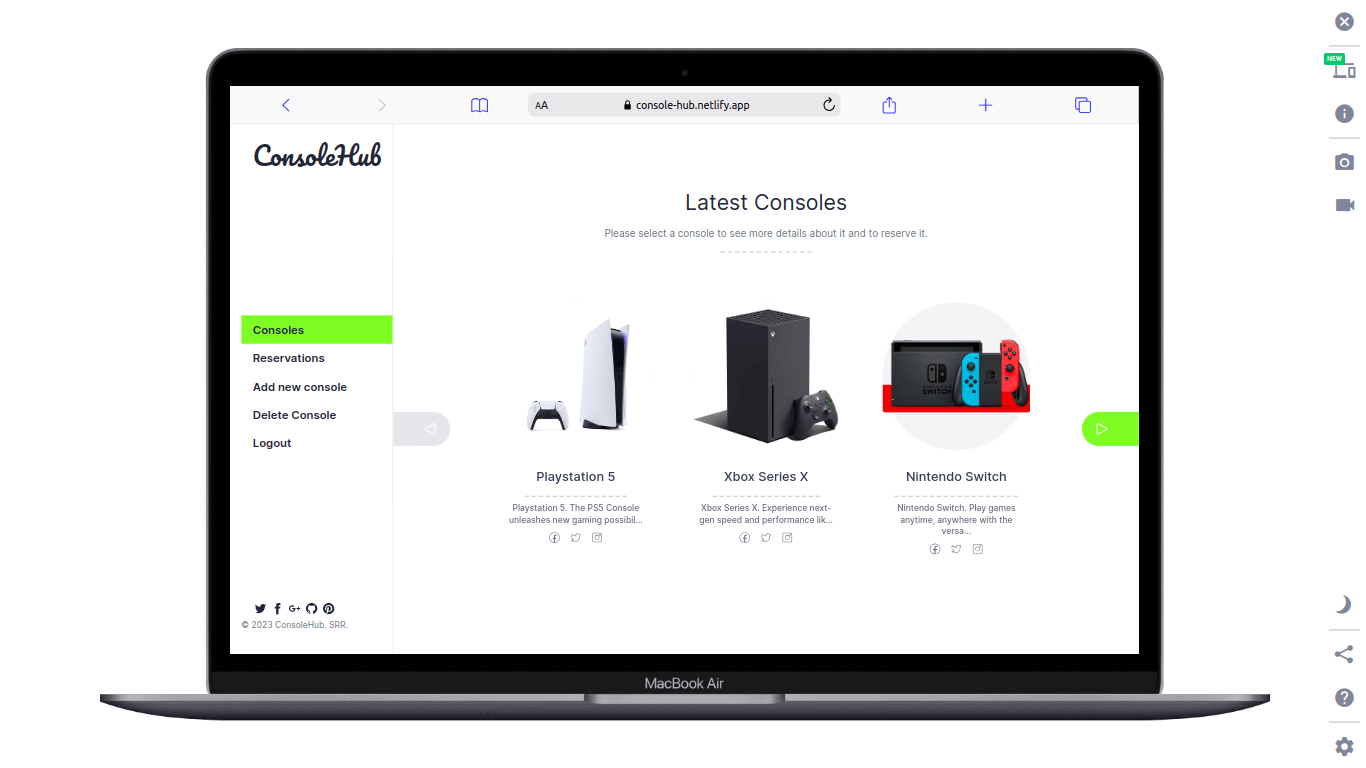 NEW
AA
console-hub.netlify.app
ConsoleHub
Consoles
Reservations
Add new console
Delete Console
Logout
© 2023 ConsoleHub. SRR.
Latest Consoles
Please select a console to see more details about it and to reserve it.
NINTENDO
SWITCH
Playstation 5
Playstation 5. The PS5 Console
unleashes new gaming possibil...
Xbox Series X
Xbox Series X. Experience next-
gen speed and performance lik...
Nintendo Switch
Nintendo Switch. Play games
anytime, anywhere with the
versa...
MacBook Air